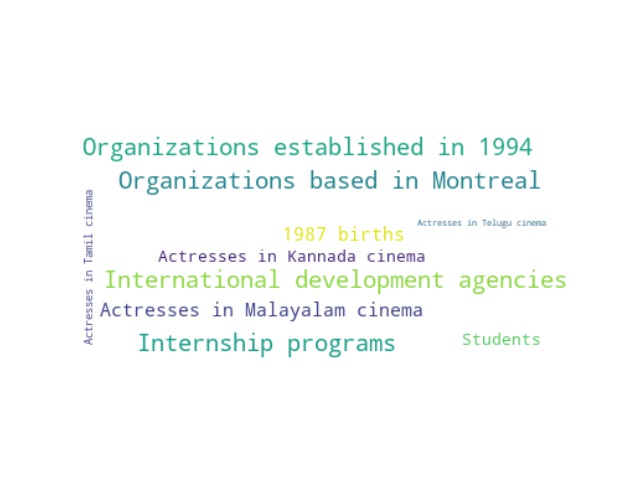 Organizations established in 1994
Organizations based in Montreal
Actresses in Tamil cinema
Actresses in Telugu cinema
1987 births
Actresses in Kannada cinema
International development agencies
Actresses in Malayalam cinema
Internship programs
Students